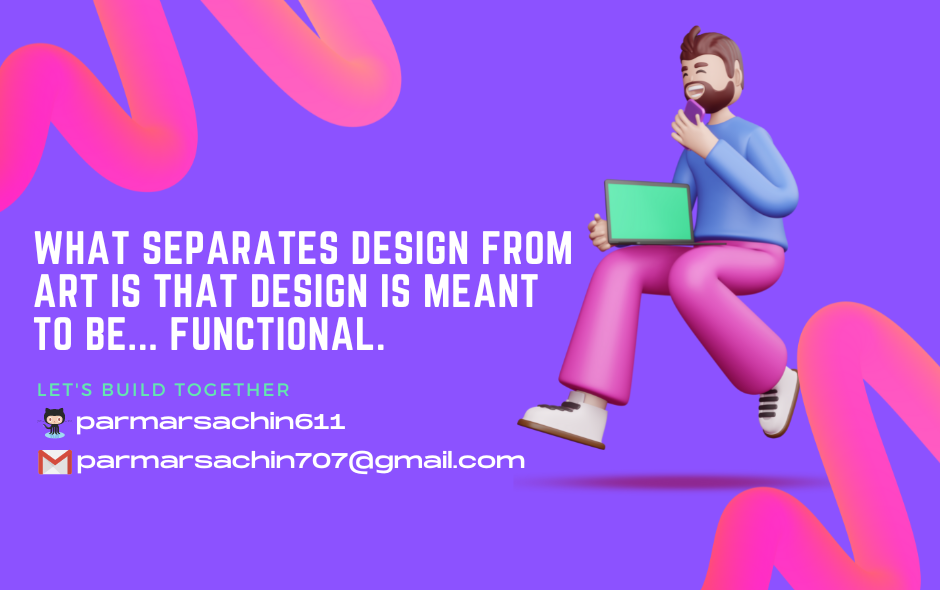 WHAT SEPARATES DESIGN FROM
ART IS THAT DESIGN IS MEANT
TO BE... FUNCTIONAL.
LET'S BUILD TOGETHER
parmarsachin611
parmarsachin707@gmail.com